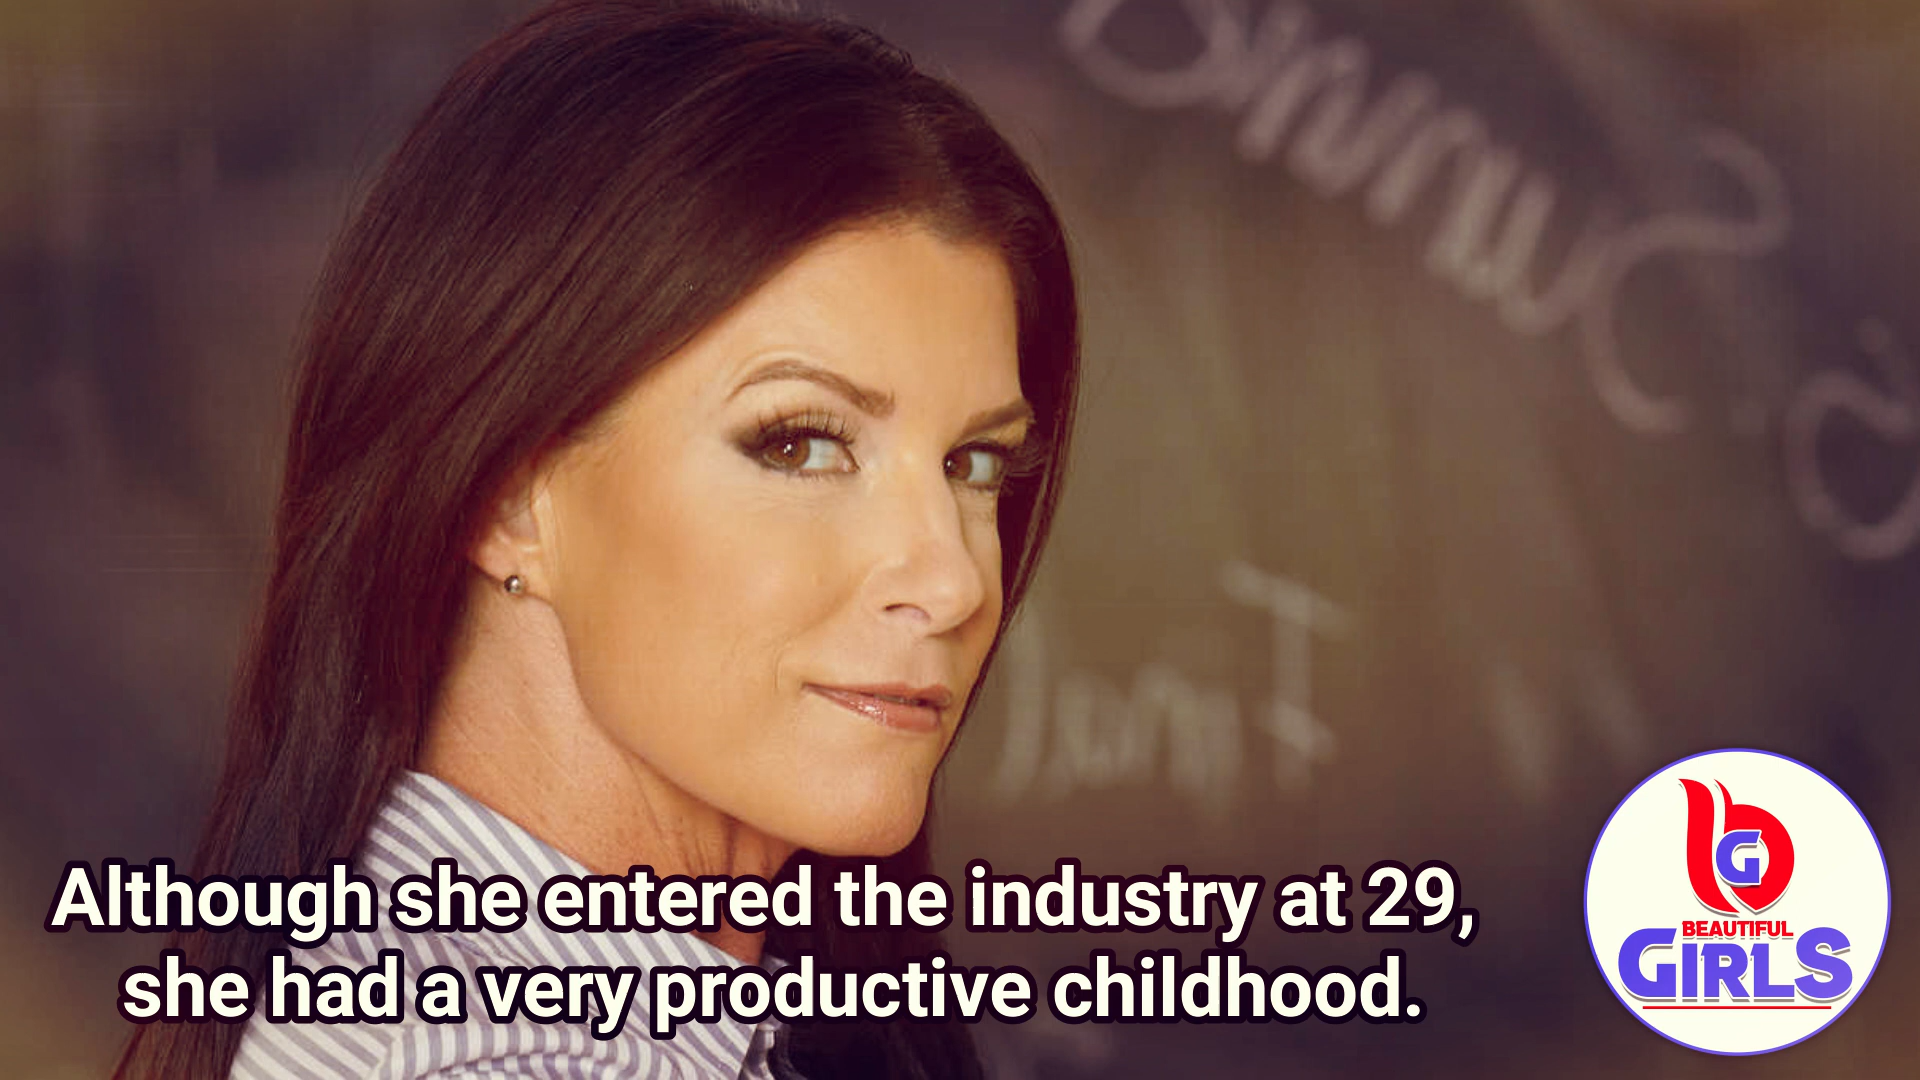 Although she entered the industry at 29,
she had a very productive childhood.
G
BEAUTIFUL
GIRLS